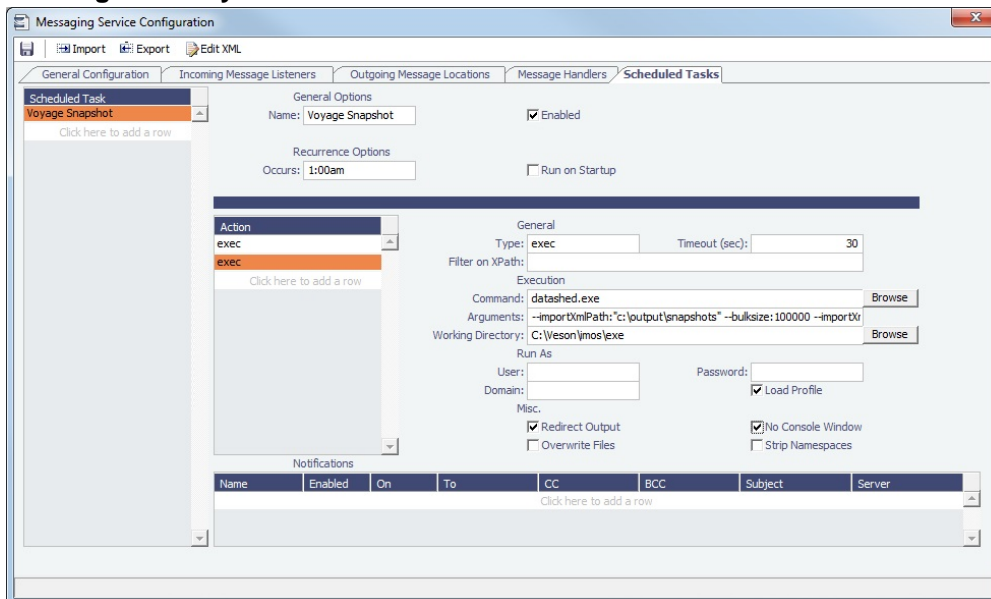 Messaging Service Configuration
Import Export Edit XML
General Configuration Incoming Message Listeners Outgoing Message Locations Message Handlers Scheduled Tasks
Scheduled Task
Voyage Snapshot
Click here to add a row
General Options
Name: Voyage Snapshot Enabled
Recurrence Options
Occurs: 1:00am Run on Startup
Action
exec
exec
Click here to add a row
General
Type: exec Timeout (sec): 30
Filter on XPath:
Execution
Command: datashed.exe Browse
Arguments: --importXmlPath:"c:\output\snapshots" --bulksize:100000 --importXr
Working Directory: C:\Veson\imos\exe Browse
Run As
User: Password:
Domain: Load Profile
Misc.
Redirect Output No Console Window
Overwrite Files Strip Namespaces
Notifications
Name Enabled On To CC BCC Subject Server
Click here to add a row